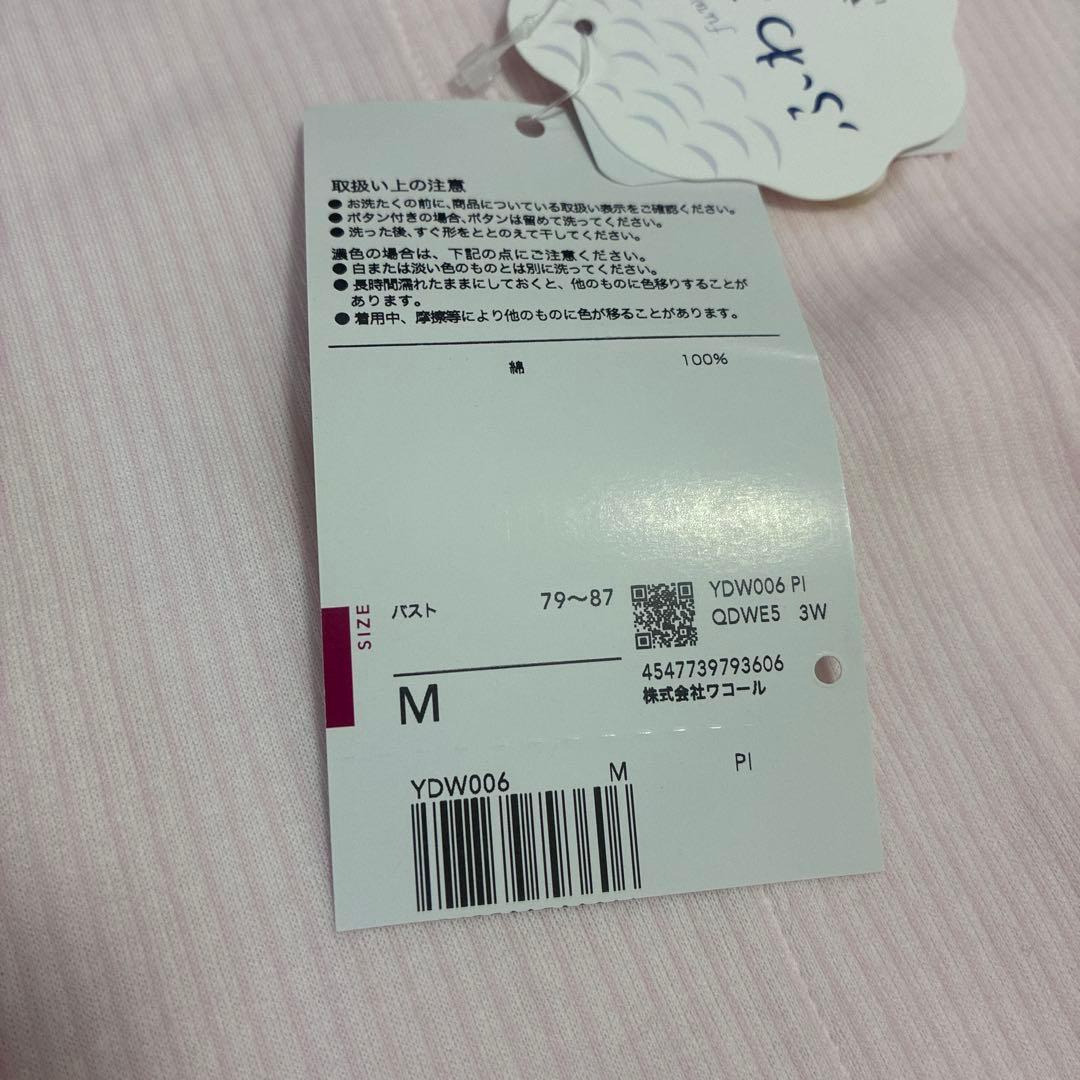 ふわ
取扱い上の注意
● お洗たくの前に、商品についている取扱い表示をご確認ください。
● ボタン付きの場合、ボタンは留めて洗ってください。
● 洗った後、すぐ形をととのえて干してください。
濃色の場合は、下記の点にご注意ください。
● 白または淡い色のものとは別に洗ってください。
● 長時間濡れたままにしておくと、他のものに色移りすることが
あります。
● 着用中、摩擦等により他のものに色が移ることがあります。
綿 100%
SIZE
バスト 79〜87
M
YDW006 PI
QDWE5 3W
4547739793606
株式会社ワコール
YDW006 M PI